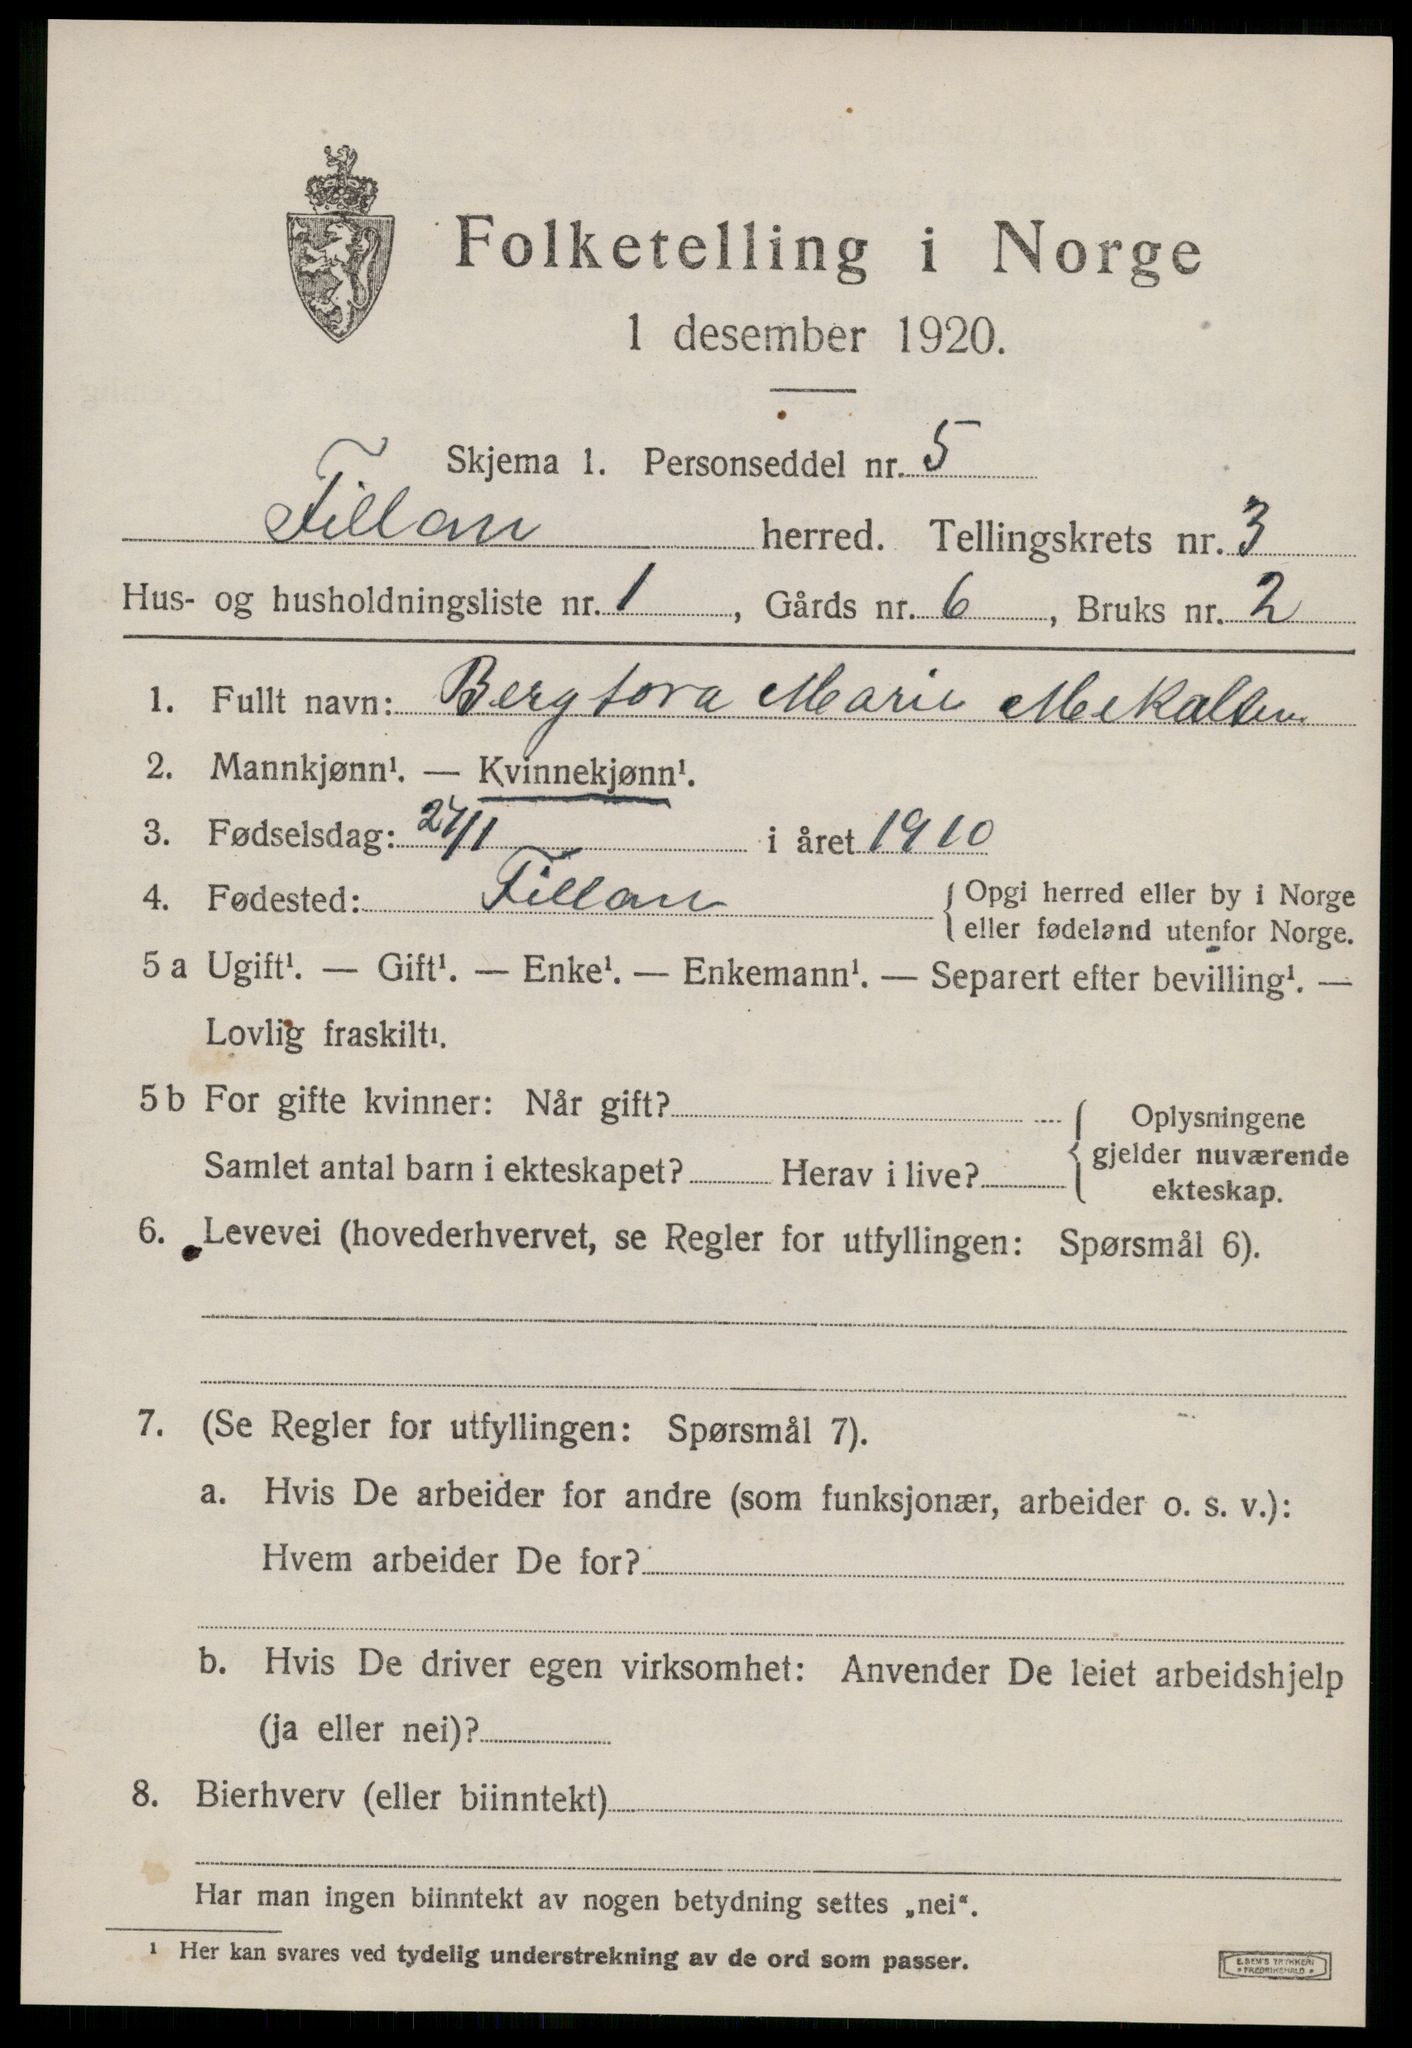 Folketelling i Norge
1 desember 1920.
Skjema 1. Personseddel nr. 5
Fillan herred. Tellingskrets nr. 3
Hus- og husholdningsliste nr. 1, Gårds nr. 6, Bruks nr. 2
1. Fullt navn: Bergtora Marie Mekalsen
2. Mannkjønn¹. — Kvinnekjønn¹.
3. Fødselsdag: 27/1 i året 1910
4. Fødested: Fillan { Opgi herred eller by i Norge
eller fødeland utenfor Norge.
5 a Ugift¹. — Gift¹. — Enke¹. — Enkemann¹. — Separert efter bevilling¹. —
Lovlig fraskilt¹.
5 b For gifte kvinner: Når gift? { Oplysningene
gjelder nuværende
Samlet antal barn i ekteskapet? Herav i live?
ekteskap.
6. Levevei (hovederhvervet, se Regler for utfyllingen: Spørsmål 6).
7. (Se Regler for utfyllingen: Spørsmål 7).
a. Hvis De arbeider for andre (som funksjonær, arbeider o. s. v.):
Hvem arbeider De for?
b. Hvis De driver egen virksomhet: Anvender De leiet arbeidshjelp
(ja eller nei)?
8. Bierhverv (eller biinntekt)
Har man ingen biinntekt av nogen betydning settes „nei“.
¹ Her kan svares ved tydelig understrekning av de ord som passer.
E. SEM'S TRYKKERI
* FREDRIKSHALD *